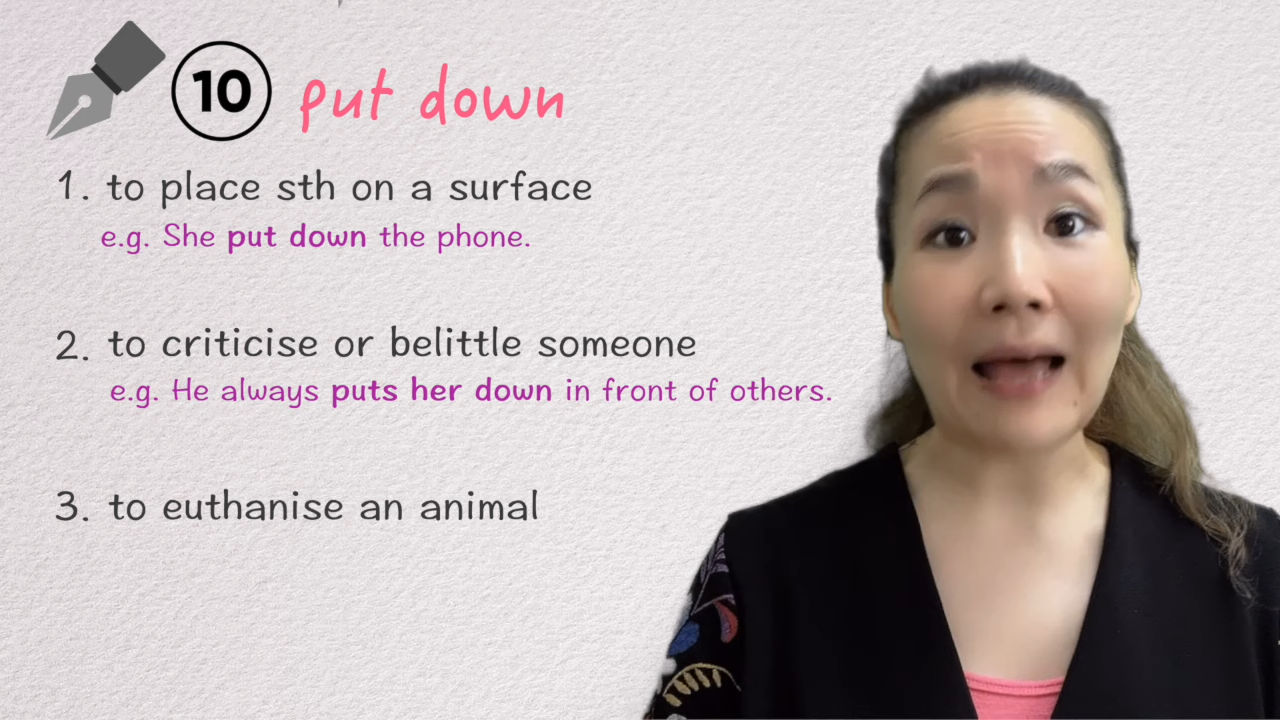 10 put down
1. to place sth on a surface
e.g. She put down the phone.
2. to criticise or belittle someone
e.g. He always puts her down in front of others.
3. to euthanise an animal